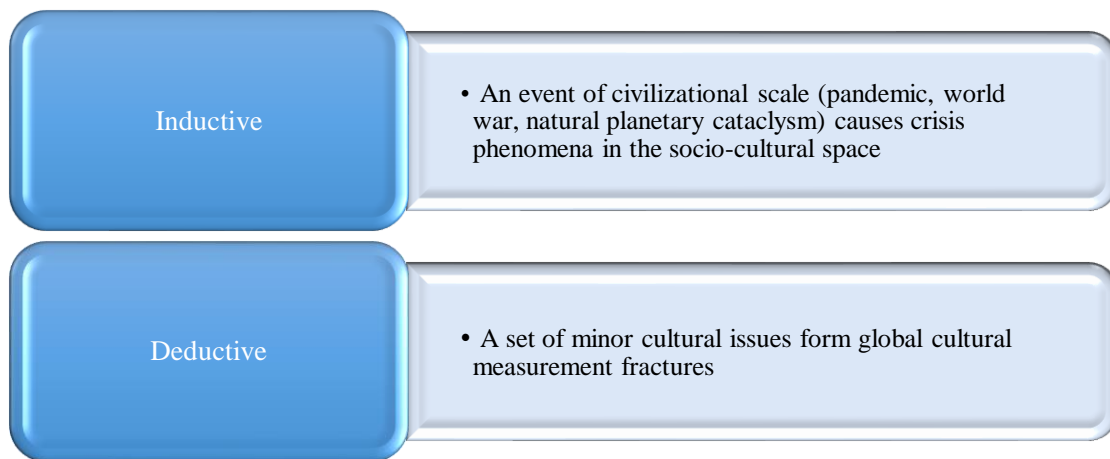 Inductive
• An event of civilizational scale (pandemic, world
war, natural planetary cataclysm) causes crisis
phenomena in the socio-cultural space
Deductive
• A set of minor cultural issues form global cultural
measurement fractures